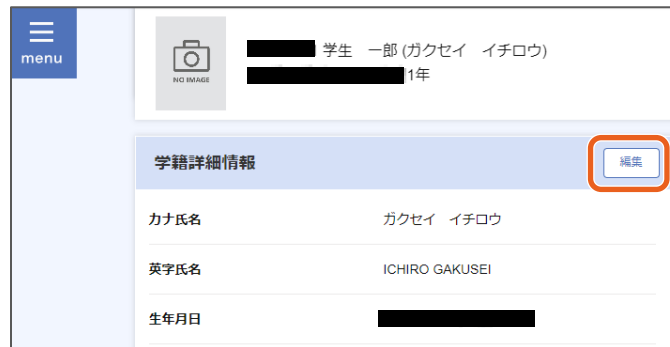 menu
NO IMAGE
学生　一郎 (ガクセイ　イチロウ)
1年
学籍詳細情報
編集
カナ氏名 ガクセイ　イチロウ
英字氏名 ICHIRO GAKUSEI
生年月日